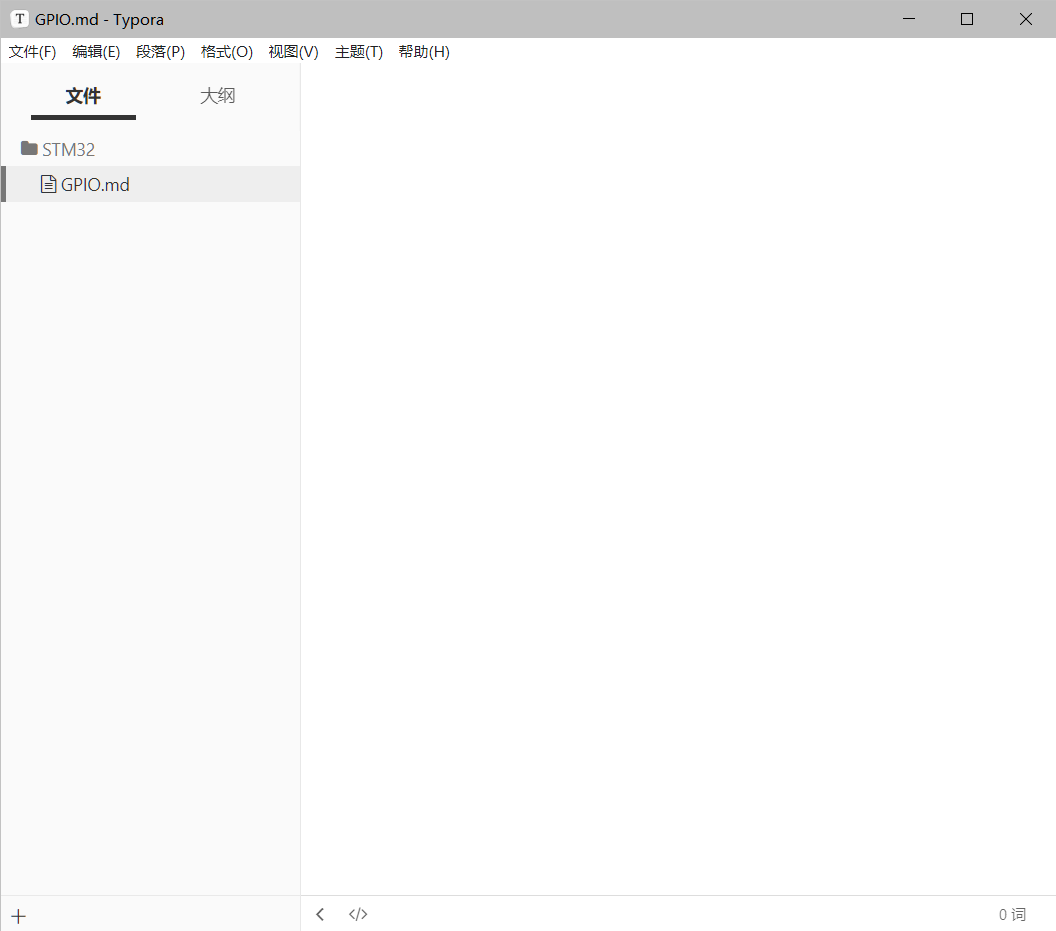 GPIO.md - Typora
文件(F) 编辑(E) 段落(P) 格式(O) 视图(V) 主题(T) 帮助(H)
文件 大纲
STM32
GPIO.md
0 词